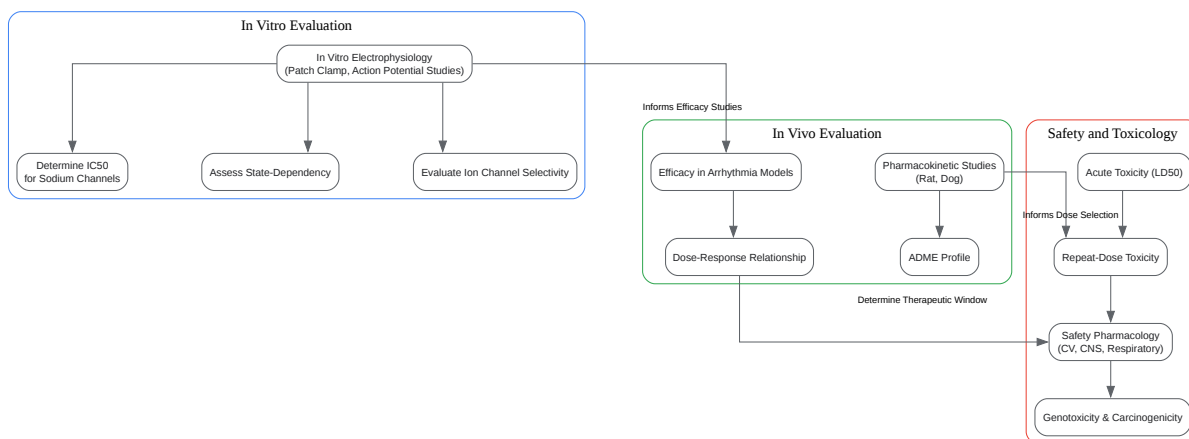 In Vitro Evaluation
In Vitro Electrophysiology
(Patch Clamp, Action Potential Studies)
Informs Efficacy Studies
Determine IC50
for Sodium Channels
Assess State-Dependency
Evaluate Ion Channel Selectivity
In Vivo Evaluation
Efficacy in Arrhythmia Models
Pharmacokinetic Studies
(Rat, Dog)
Dose-Response Relationship
ADME Profile
Safety and Toxicology
Acute Toxicity (LD50)
Informs Dose Selection
Repeat-Dose Toxicity
Determine Therapeutic Window
Safety Pharmacology
(CV, CNS, Respiratory)
Genotoxicity & Carcinogenicity